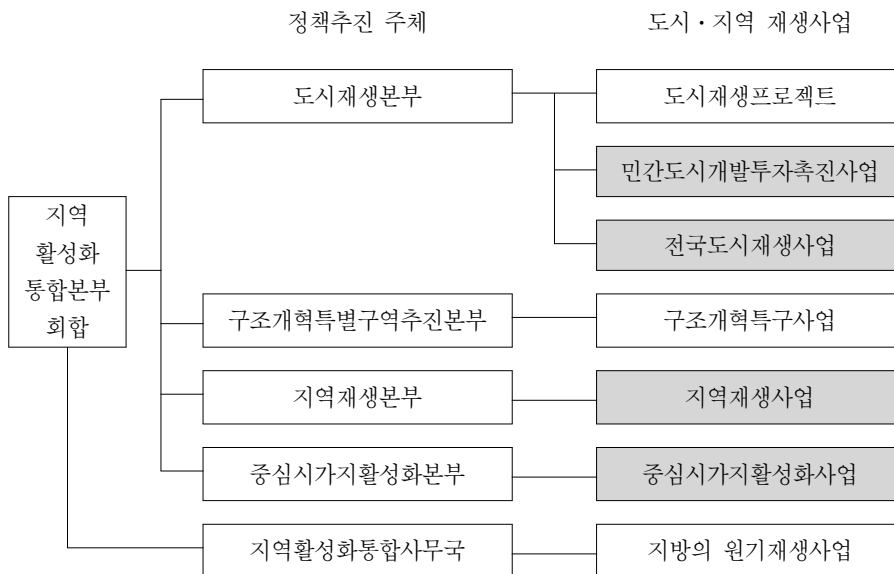 정책추진 주체
도시·지역 재생사업
도시재생본부
도시재생프로젝트
민간도시개발투자촉진사업
전국도시재생사업
지역
활성화
통합본부
회합
구조개혁특별구역추진본부
구조개혁특구사업
지역재생본부
지역재생사업
중심시가지활성화본부
중심시가지활성화사업
지역활성화통합사무국
지방의 원기재생사업